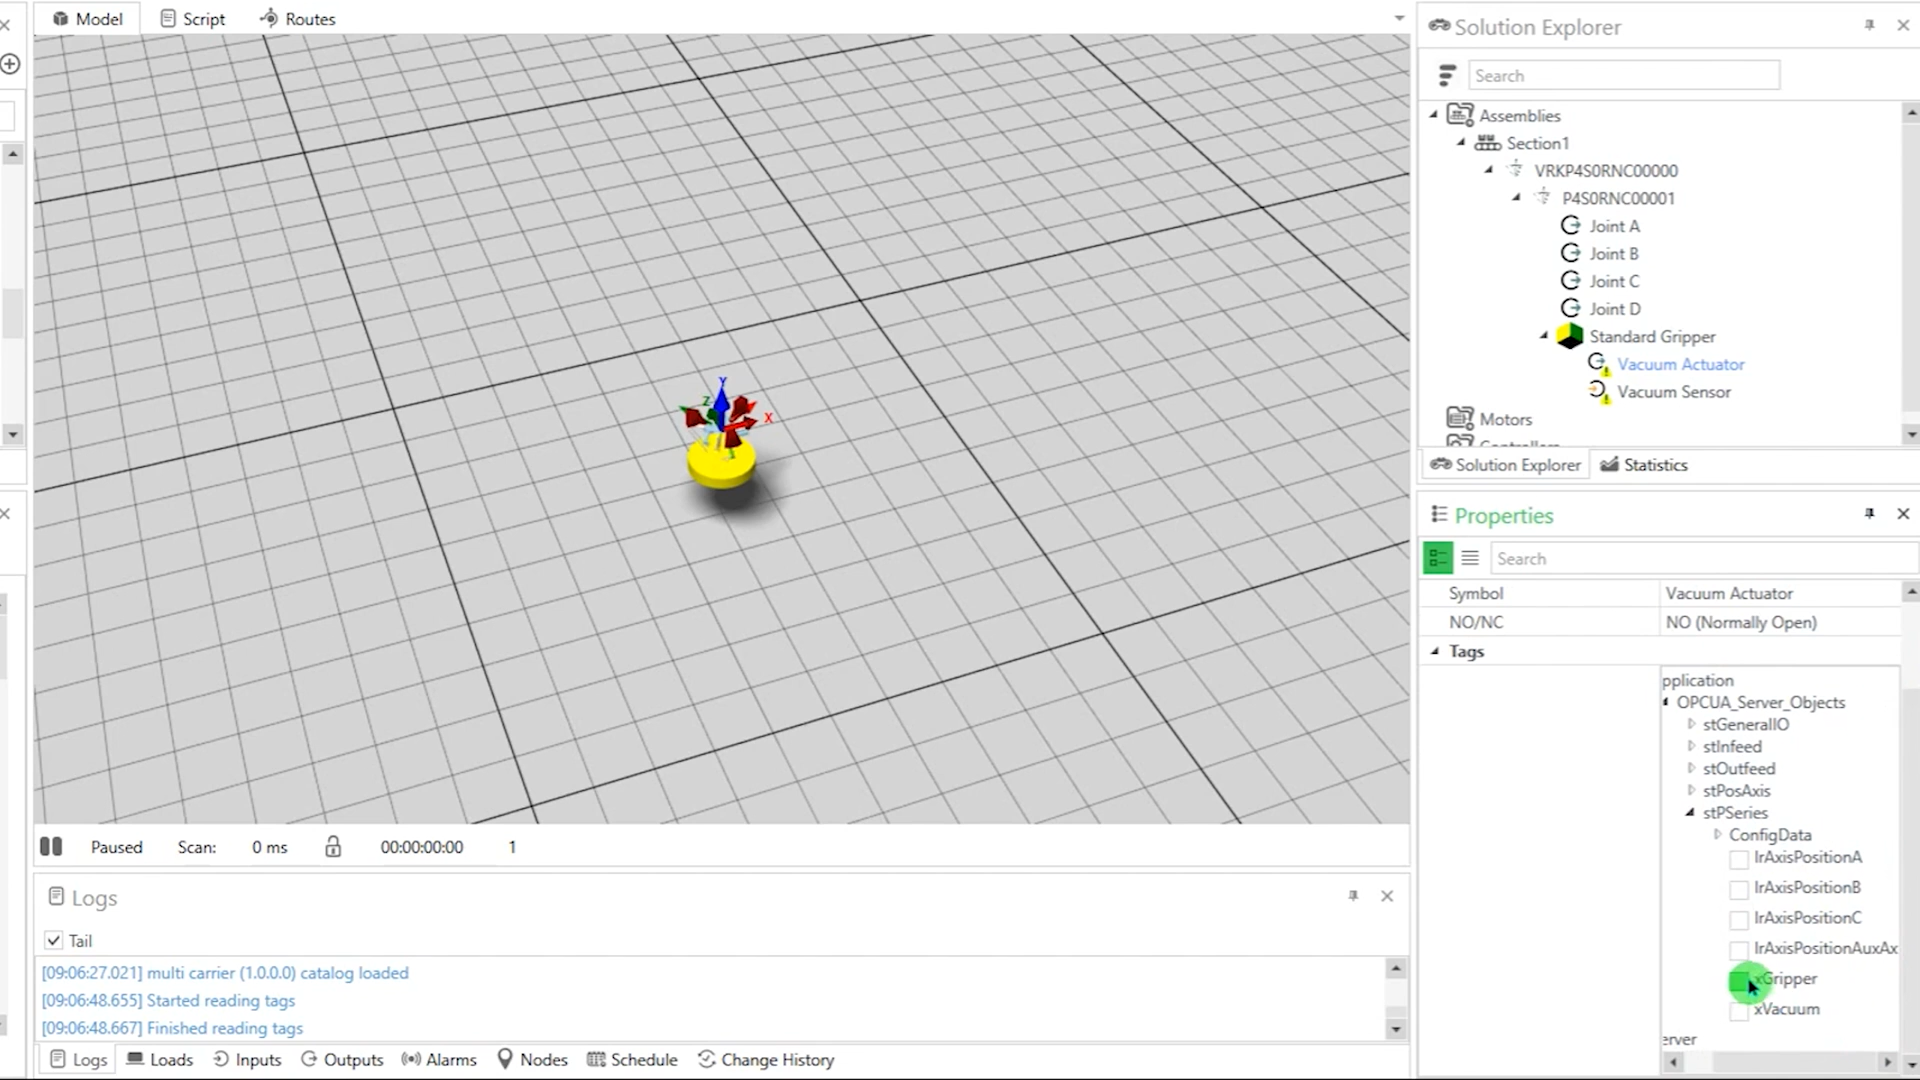 Model
Script
Routes
Y
Z
X
Paused
Scan:
0 ms
00:00:00:00
1
Logs
Tail
[09:06:27.021] multi carrier (1.0.0.0) catalog loaded
[09:06:48.655] Started reading tags
[09:06:48.667] Finished reading tags
Logs
Loads
Inputs
Outputs
Alarms
Nodes
Schedule
Change History
Solution Explorer
Search
Assemblies
Section1
VRKP4S0RNC00000
P4S0RNC00001
Joint A
Joint B
Joint C
Joint D
Standard Gripper
Vacuum Actuator
Vacuum Sensor
Motors
Solution Explorer
Statistics
Properties
Search
Symbol
Vacuum Actuator
NO/NC
NO (Normally Open)
Tags
pplication
OPCUA_Server_Objects
stGeneralIO
stInfeed
stOutfeed
stPosAxis
stPSeries
ConfigData
lrAxisPositionA
lrAxisPositionB
lrAxisPositionC
lrAxisPositionAuxAx
xGripper
xVacuum
erver